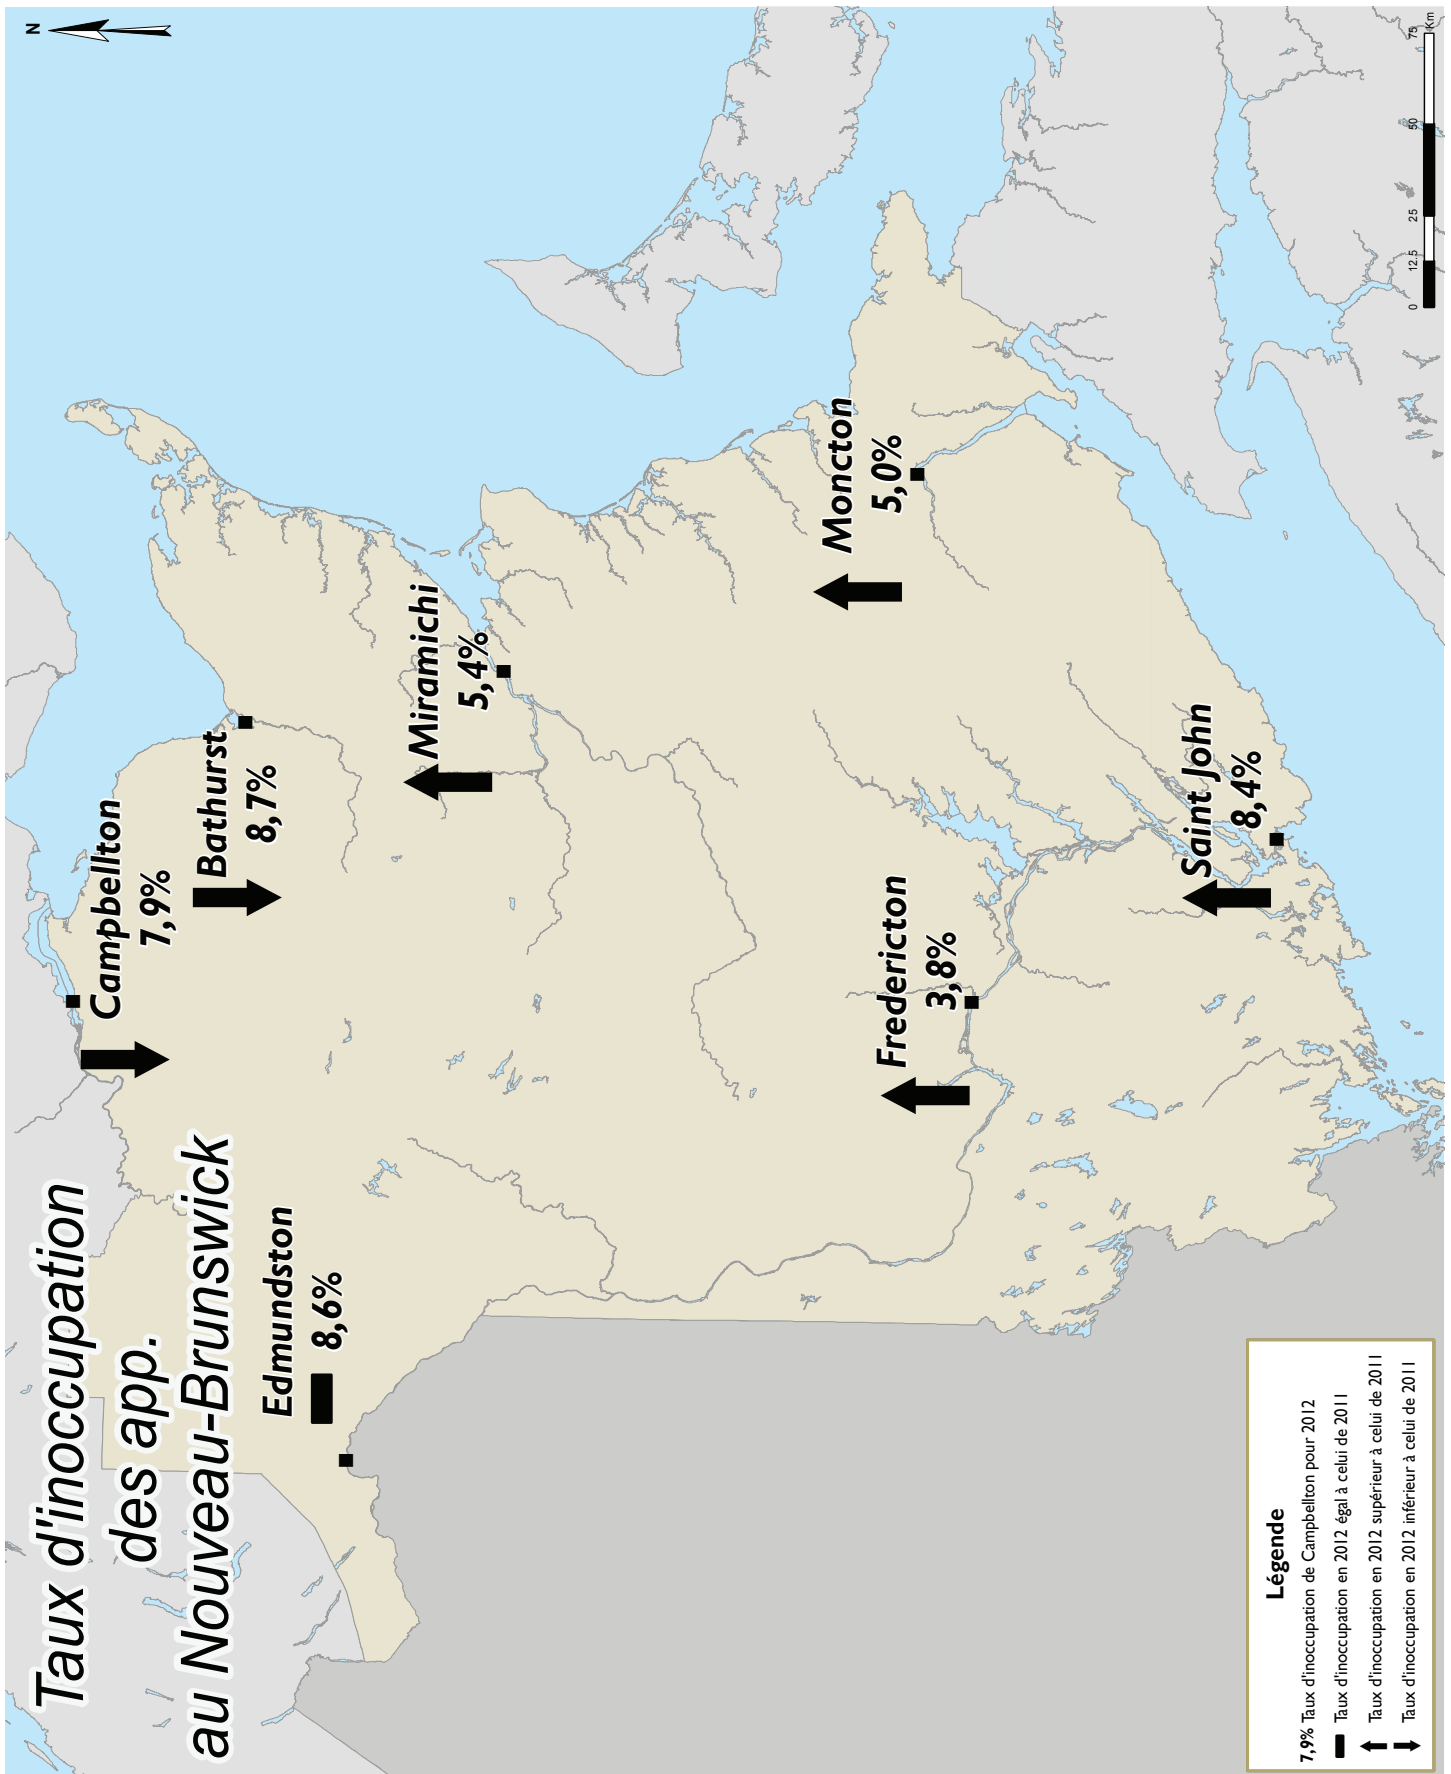 Taux d'inoccupation
des app.
au Nouveau-Brunswick
N
Campbellton
7,9%
Bathurst
8,7%
Edmundston
8,6%
Miramichi
5,4%
Moncton
5,0%
Fredericton
3,8%
Saint John
8,4%
Légende
7,9% Taux d'inoccupation de Campbellton pour 2012
Taux d'inoccupation en 2012 égal à celui de 2011
Taux d'inoccupation en 2012 supérieur à celui de 2011
Taux d'inoccupation en 2012 inférieur à celui de 2011
0 12.5 25 50 75
Km